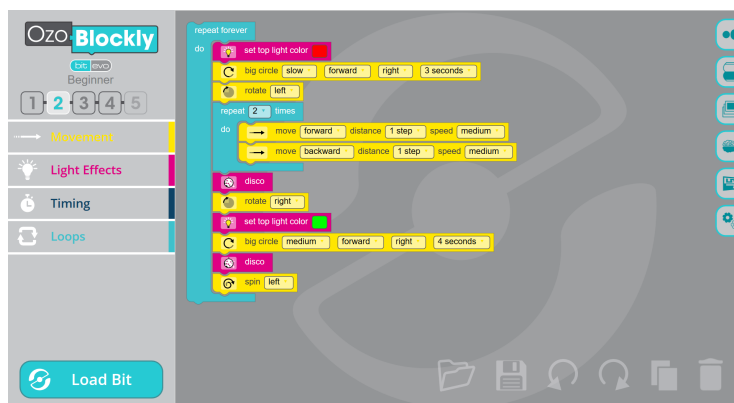 Ozo Blockly
bit evo
Beginner
1 2 3 4 5
Movement
Light Effects
Timing
Loops
Load Bit
repeat forever
do
set top light color
big circle slow forward right 3 seconds
rotate left
repeat 2 times
do
move forward distance 1 step speed medium
move backward distance 1 step speed medium
disco
rotate right
set top light color
big circle medium forward right 4 seconds
disco
spin left